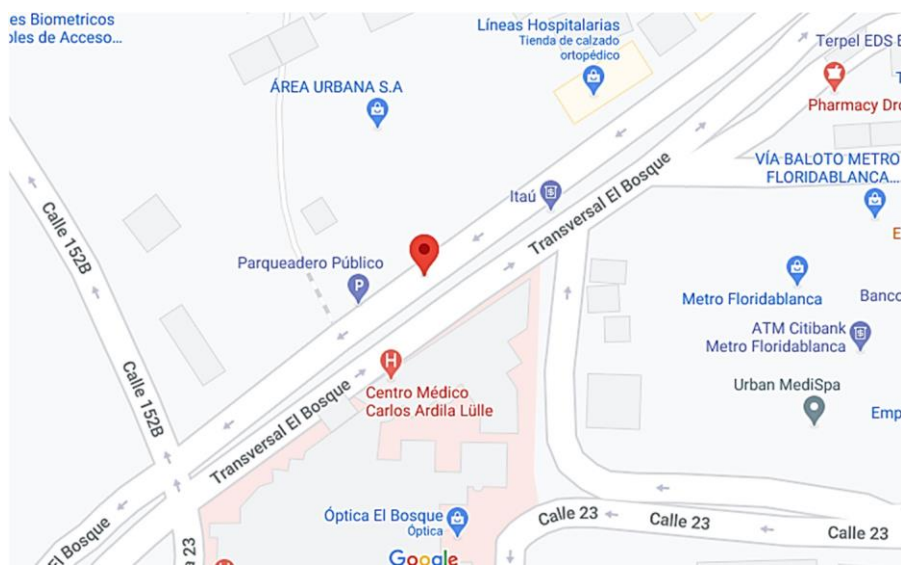 es Biometricos
oles de Acceso...
Líneas Hospitalarias
Tienda de calzado
ortopédico
Terpel EDS E
ÁREA URBANA S.A
Pharmacy Dro
VÍA BALOTO METRO
FLORIDABLANCA...
Itaú
Transversal El Bosque
Calle 152B
Parqueadero Público
Metro Floridablanca
Banco
ATM Citibank
Metro Floridablanca
Centro Médico
Carlos Ardila Lülle
Urban MediSpa
Calle 152B
Transversal El Bosque
Emp
Óptica El Bosque
Óptica
Calle 23
Calle 23
Calle 23
El Bosque
a 23
Google